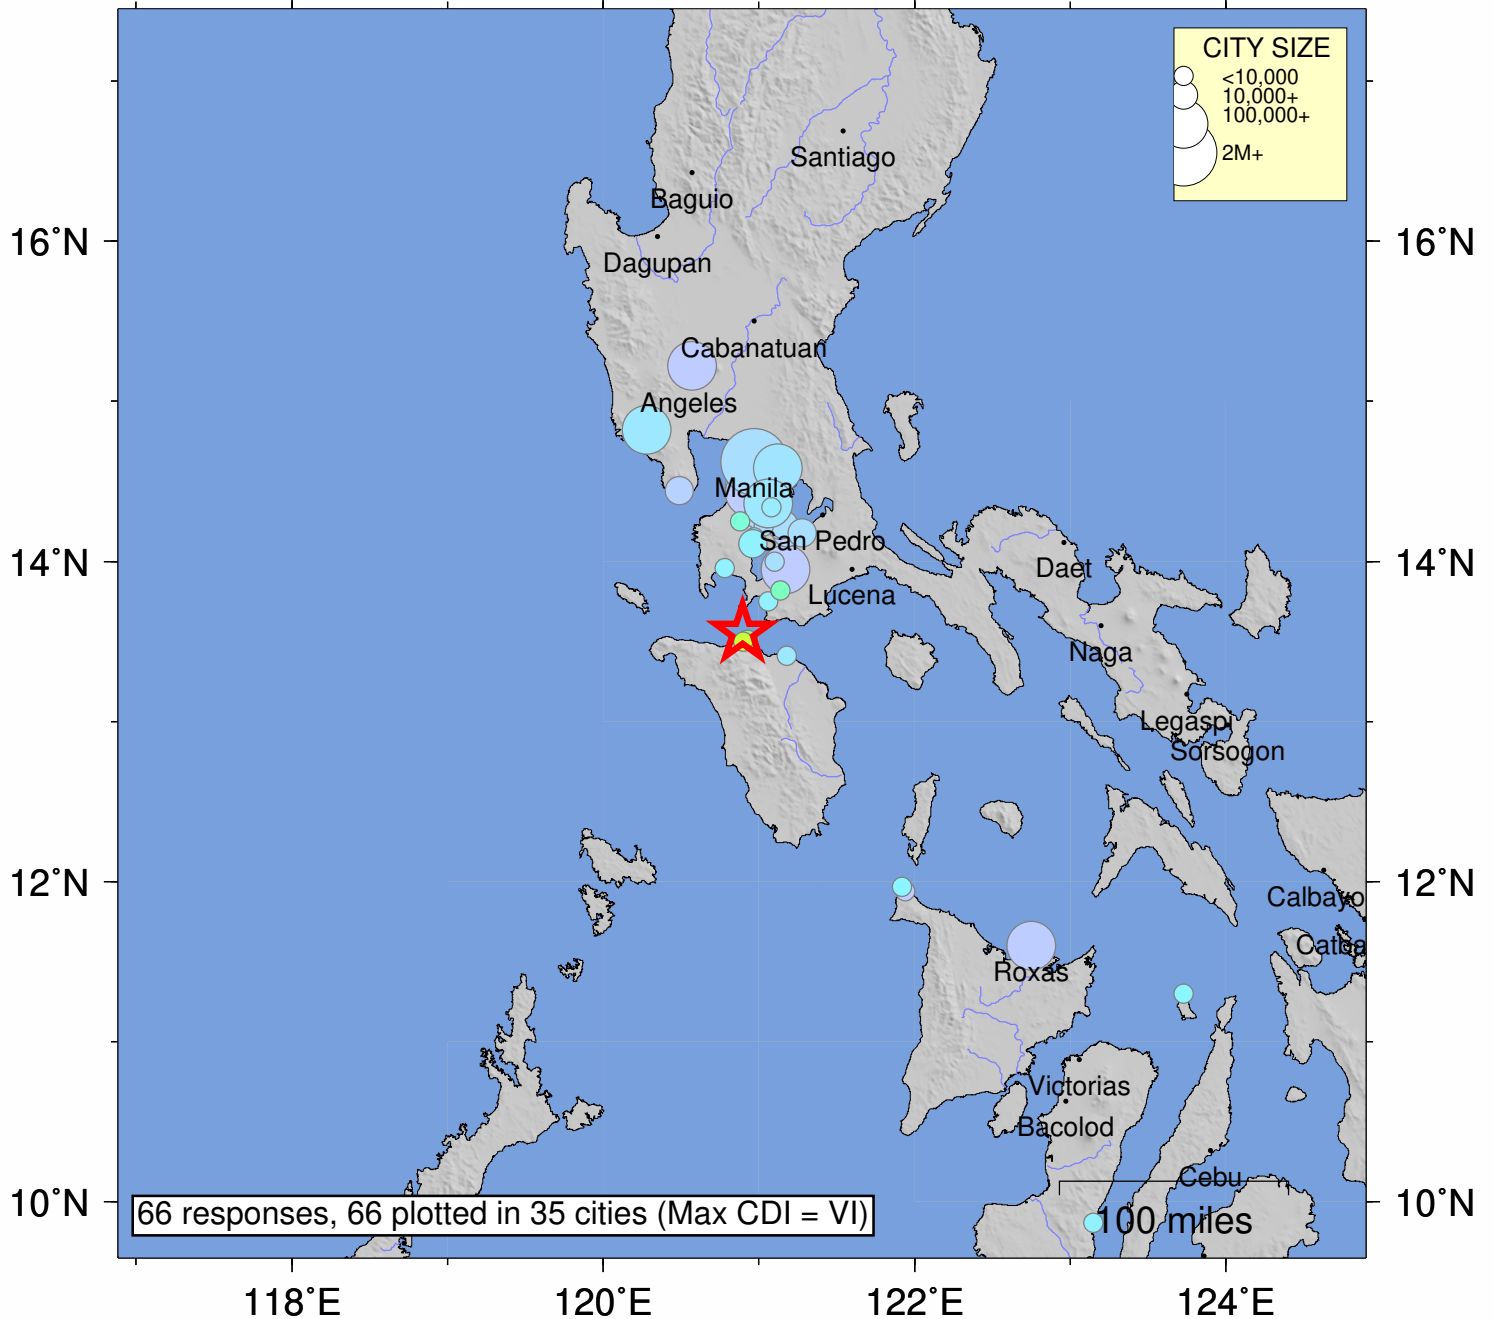 CITY SIZE
<10,000
10,000+
100,000+
2M+
Santiago
Baguio
16°N
16°N
Dagupan
Cabanatuan
Angeles
Manila
San Pedro
14°N
14°N
Daet
Lucena
Naga
Legaspi
Sorsogon
12°N
12°N
Calbayo
Catba
Roxas
Victorias
Bacolod
Cebu
10°N
10°N
66 responses, 66 plotted in 35 cities (Max CDI = VI)
100 miles
118°E
120°E
122°E
124°E